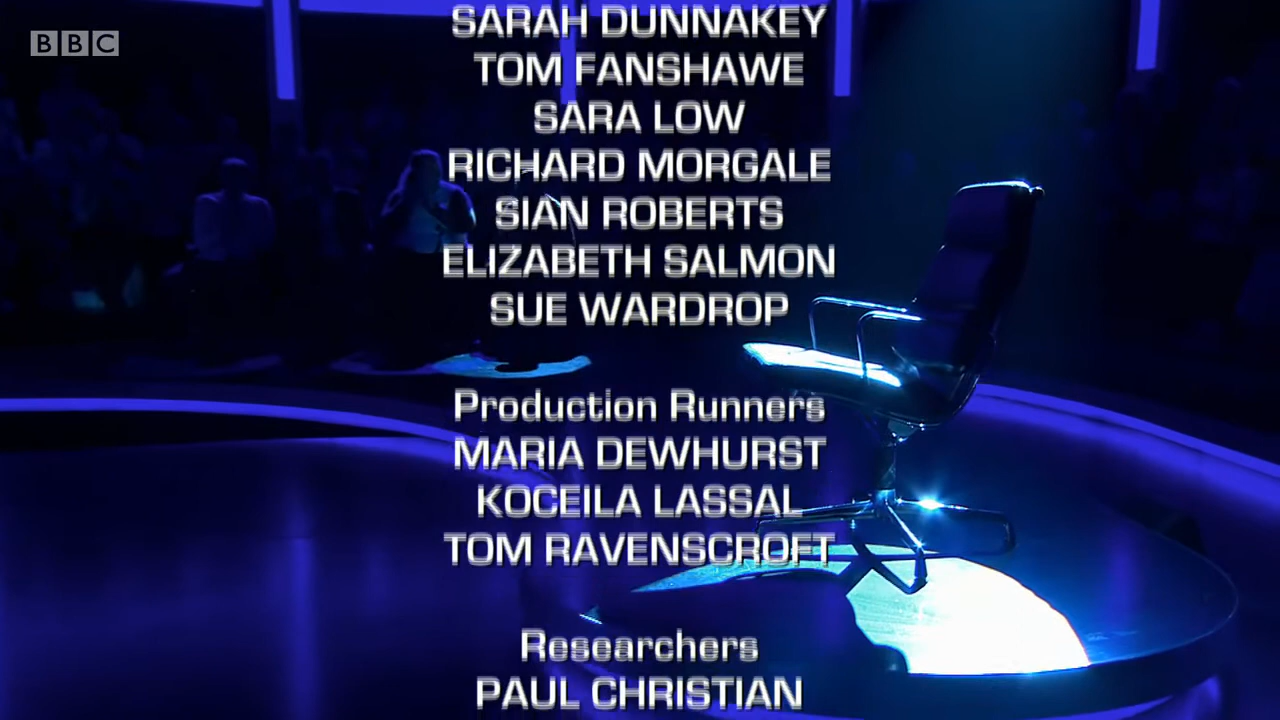 BBC
SARAH DUNNAKEY
TOM FANSHAWE
SARA LOW
RICHARD MORGALE
SIAN ROBERTS
ELIZABETH SALMON
SUE WARDROP
Production Runners
MARIA DEWHURST
KOCEILA LASSAL
TOM RAVENSCROFT
Researchers
PAUL CHRISTIAN